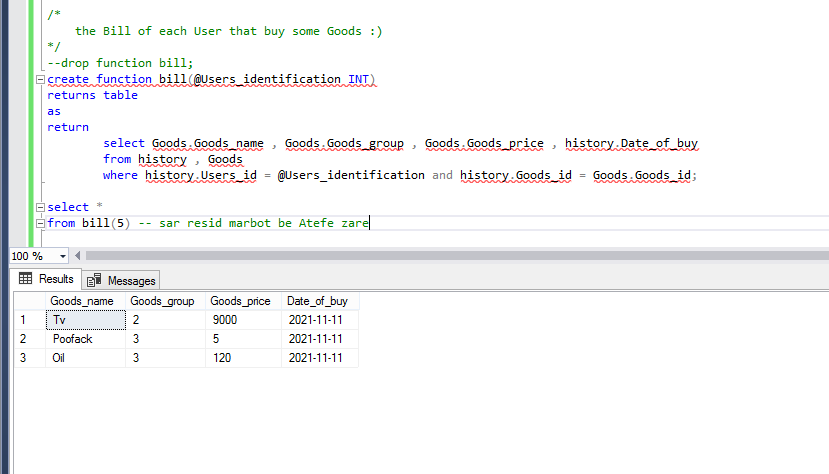 /*
the Bill of each User that buy some Goods :)
*/
--drop function bill;
create function bill(@Users_identification INT)
returns table
as
return
select Goods.Goods_name , Goods.Goods_group , Goods.Goods_price , history.Date_of_buy
from history , Goods
where history.Users_id = @Users_identification and history.Goods_id = Goods.Goods_id;
select *
from bill(5) -- sar resid marbot be Atefe zare
100 %
Results Messages
Goods_name Goods_group Goods_price Date_of_buy
1 Tv 2 9000 2021-11-11
2 Poofack 3 5 2021-11-11
3 Oil 3 120 2021-11-11